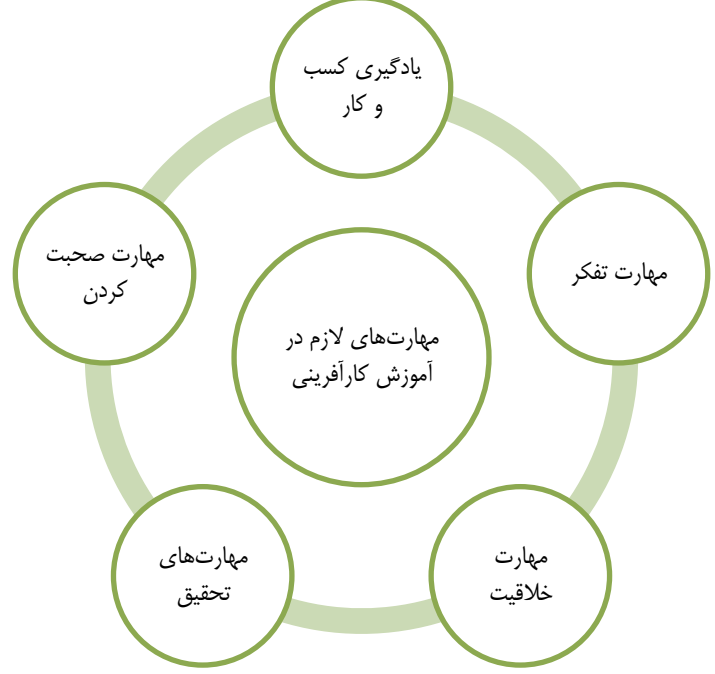 یادگیری کسب
و کار
مهارت تفکر
مهارت صحبت
کردن
مهارت‌های لازم در
آموزش کارآفرینی
مهارت
خلاقیت
مهارت‌های
تحقیق